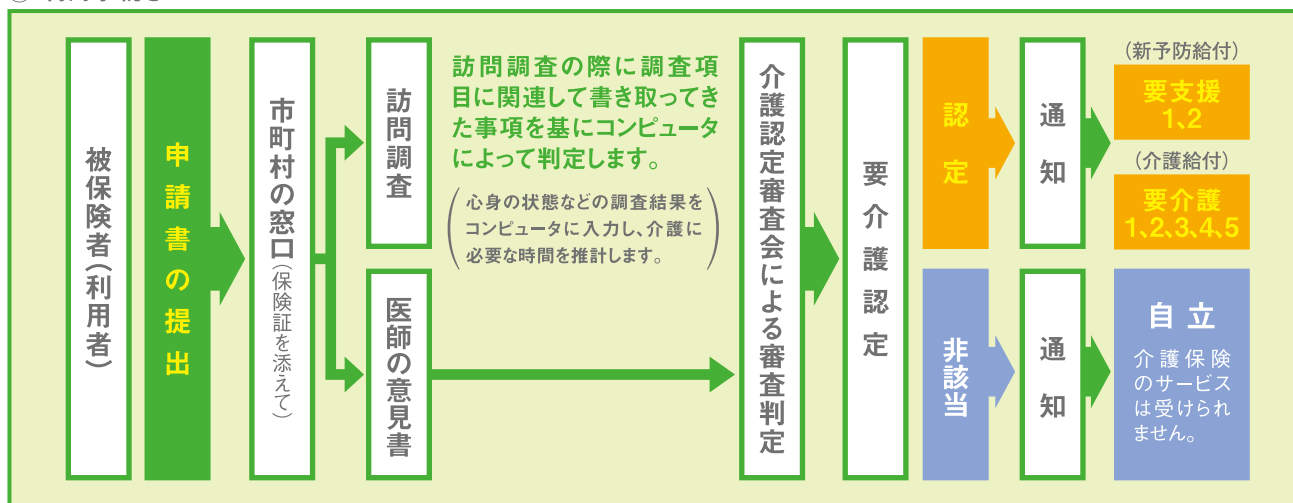 被保険者（利用者）
申請書の提出
市町村の窓口（保険証を添えて）
訪問調査
訪問調査の際に調査項
目に関連して書き取ってき
た事項を基にコンピュータ
によって判定します。
（心身の状態などの調査結果を
コンピュータに入力し、介護に
必要な時間を推計します。）
医師の意見書
介護認定審査会による審査判定
要介護認定
認定
通知
（新予防給付）
要支援
1、2
（介護給付）
要介護
1、2、3、4、5
非該当
通知
自立
介護保険
のサービス
は受けられ
ません。